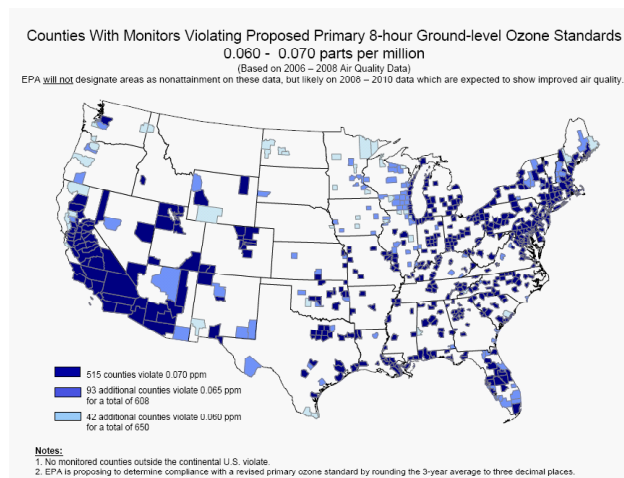 Counties With Monitors Violating Proposed Primary 8-hour Ground-level Ozone Standards
0.060 - 0.070 parts per million
(Based on 2006 – 2008 Air Quality Data)
EPA will not designate areas as nonattainment on these data, but likely on 2008 – 2010 data which are expected to show improved air quality.
515 counties violate 0.070 ppm
93 additional counties violate 0.065 ppm
for a total of 608
42 additional counties violate 0.060 ppm
for a total of 650
Notes:
1. No monitored counties outside the continental U.S. violate.
2. EPA is proposing to determine compliance with a revised primary ozone standard by rounding the 3-year average to three decimal places.